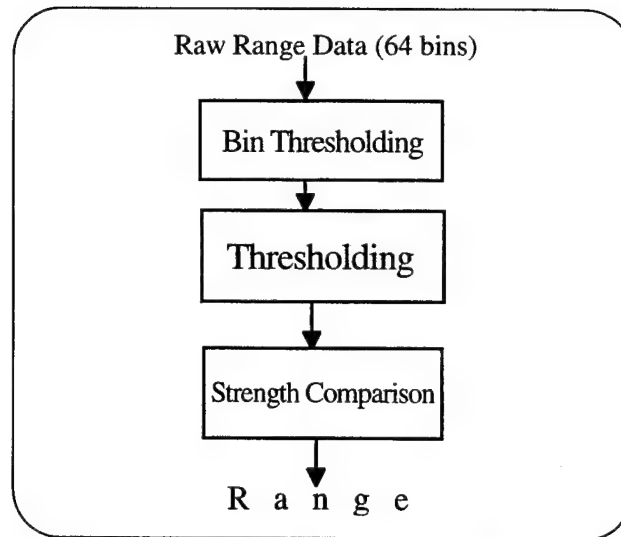 Raw Range Data (64 bins)
Bin Thresholding
Thresholding
Strength Comparison
R a n g e